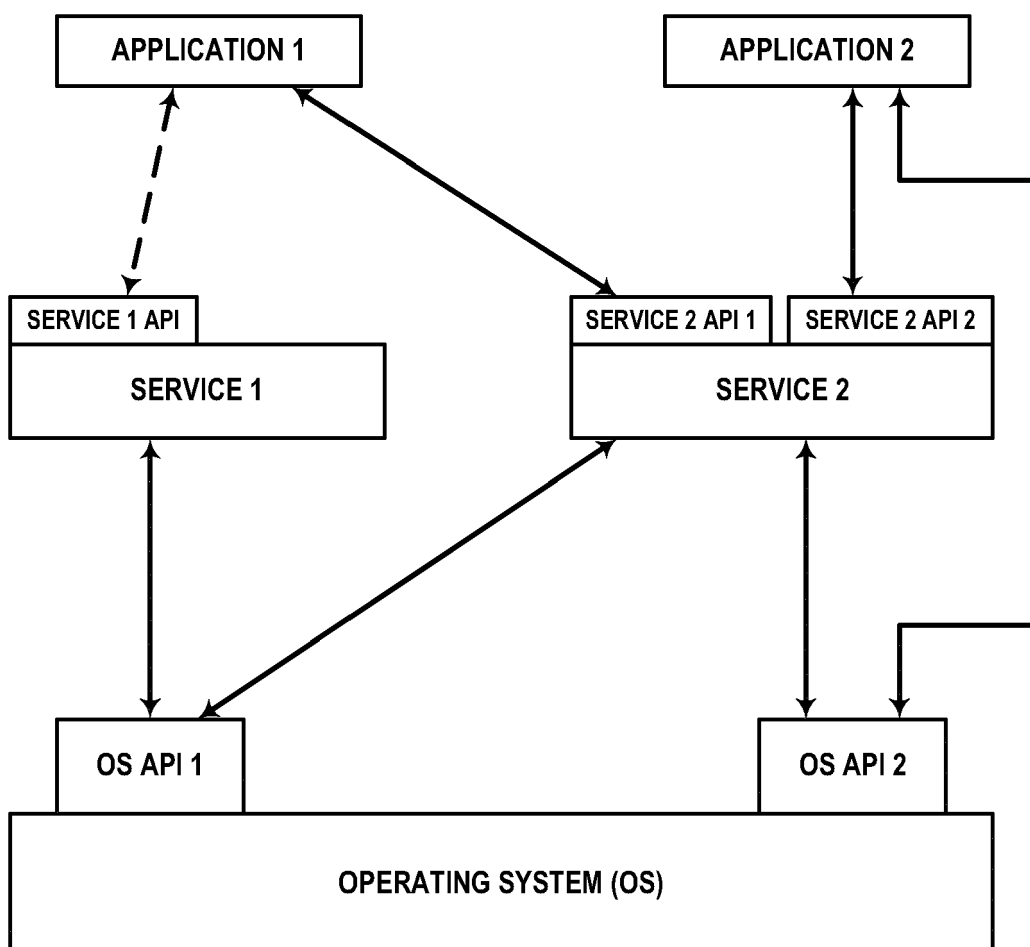 APPLICATION 1
APPLICATION 2
SERVICE 1 API
SERVICE 2 API 1
SERVICE 2 API 2
SERVICE 1
SERVICE 2
OS API 1
OS API 2
OPERATING SYSTEM (OS)